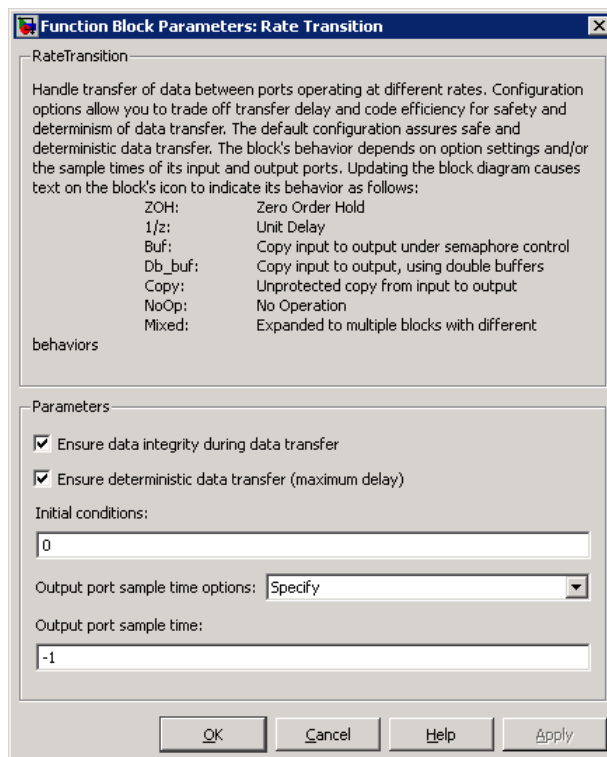 Function Block Parameters: Rate Transition
RateTransition
Handle transfer of data between ports operating at different rates. Configuration
options allow you to trade off transfer delay and code efficiency for safety and
determinism of data transfer. The default configuration assures safe and
deterministic data transfer. The block's behavior depends on option settings and/or
the sample times of its input and output ports. Updating the block diagram causes
text on the block's icon to indicate its behavior as follows:
ZOH: Zero Order Hold
1/z: Unit Delay
Buf: Copy input to output under semaphore control
Db_buf: Copy input to output, using double buffers
Copy: Unprotected copy from input to output
NoOp: No Operation
Mixed: Expanded to multiple blocks with different
behaviors
Parameters
Ensure data integrity during data transfer
Ensure deterministic data transfer (maximum delay)
Initial conditions:
0
Output port sample time options: Specify
Output port sample time:
-1
OK Cancel Help Apply